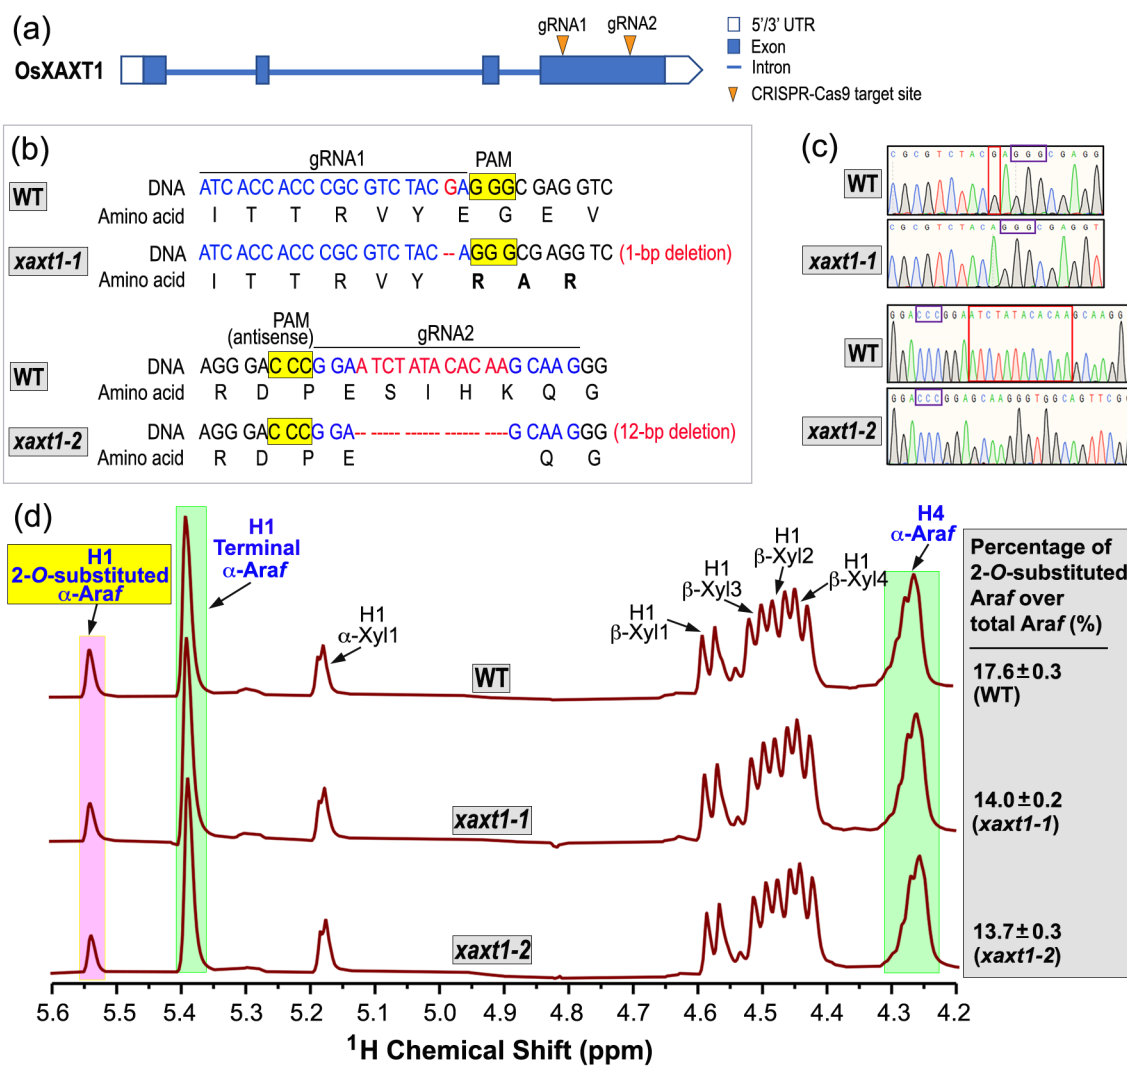 (a)
OsXAXT1
gRNA1
gRNA2
5'/3' UTR
Exon
Intron
CRISPR-Cas9 target site
(b)
gRNA1
PAM
WT
DNA
ATC ACC ACC CGC GTC TAC GAG GGC GAG GTC
Amino acid
I T T R V Y E G E V
xaxt1-1
DNA
ATC ACC ACC CGC GTC TAC -- AGG GCG AGG TC (1-bp deletion)
Amino acid
I T T R V Y R A R
PAM
(antisense)
gRNA2
WT
DNA
AGG GAC CCG GAA TCT ATA CAC AAG CAA GGG
Amino acid
R D P E S I H K Q G
xaxt1-2
DNA
AGG GAC CCG GA- --- --- --- --G CAA GGG (12-bp deletion)
Amino acid
R D P E Q G
(c)
WT
CGCGTCTACGAGGGCGAGG
xaxt1-1
CGCGTCTACAGGGCGAGGT
WT
GGACCCGGAATCTATACACAAGCAAGG
xaxt1-2
GGACCCGGAGCAAGGGTGGCAGTTCG
(d)
H1
2-O-substituted
α-Araf
H1
Terminal
α-Araf
H1
α-Xyl1
H1
β-Xyl1
H1
β-Xyl3
H1
β-Xyl2
H1
β-Xyl4
H4
α-Araf
WT
xaxt1-1
xaxt1-2
Percentage of
2-O-substituted
Araf over
total Araf (%)
17.6±0.3
(WT)
14.0±0.2
(xaxt1-1)
13.7±0.3
(xaxt1-2)
5.6 5.5 5.4 5.3 5.2 5.1 5.0 4.9 4.8 4.7 4.6 4.5 4.4 4.3 4.2
¹H Chemical Shift (ppm)